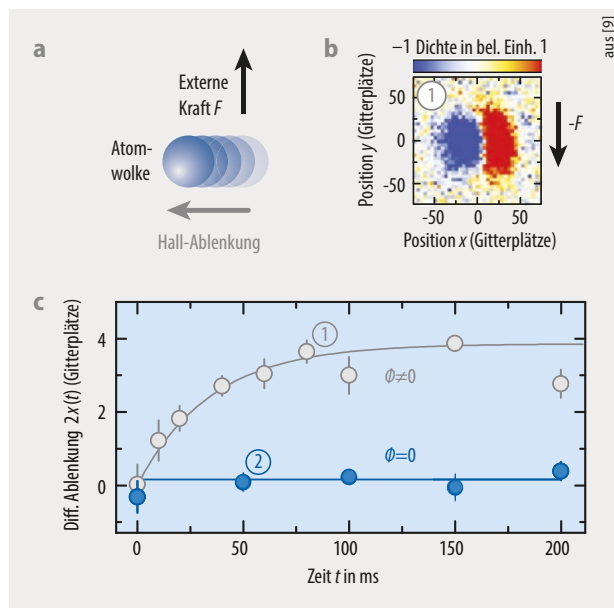 aus [9]
a
Externe
Kraft F
Atom-
wolke
Hall-Ablenkung
b
−1 Dichte in bel. Einh. 1
1
Position y (Gitterplätze)
50
0
-50
-50 0 50
Position x (Gitterplätze)
-F
c
Diff. Ablenkung 2x(t) (Gitterplätze)
4
2
0
1
ϕ≠0
2
ϕ=0
0 50 100 150 200
Zeit t in ms